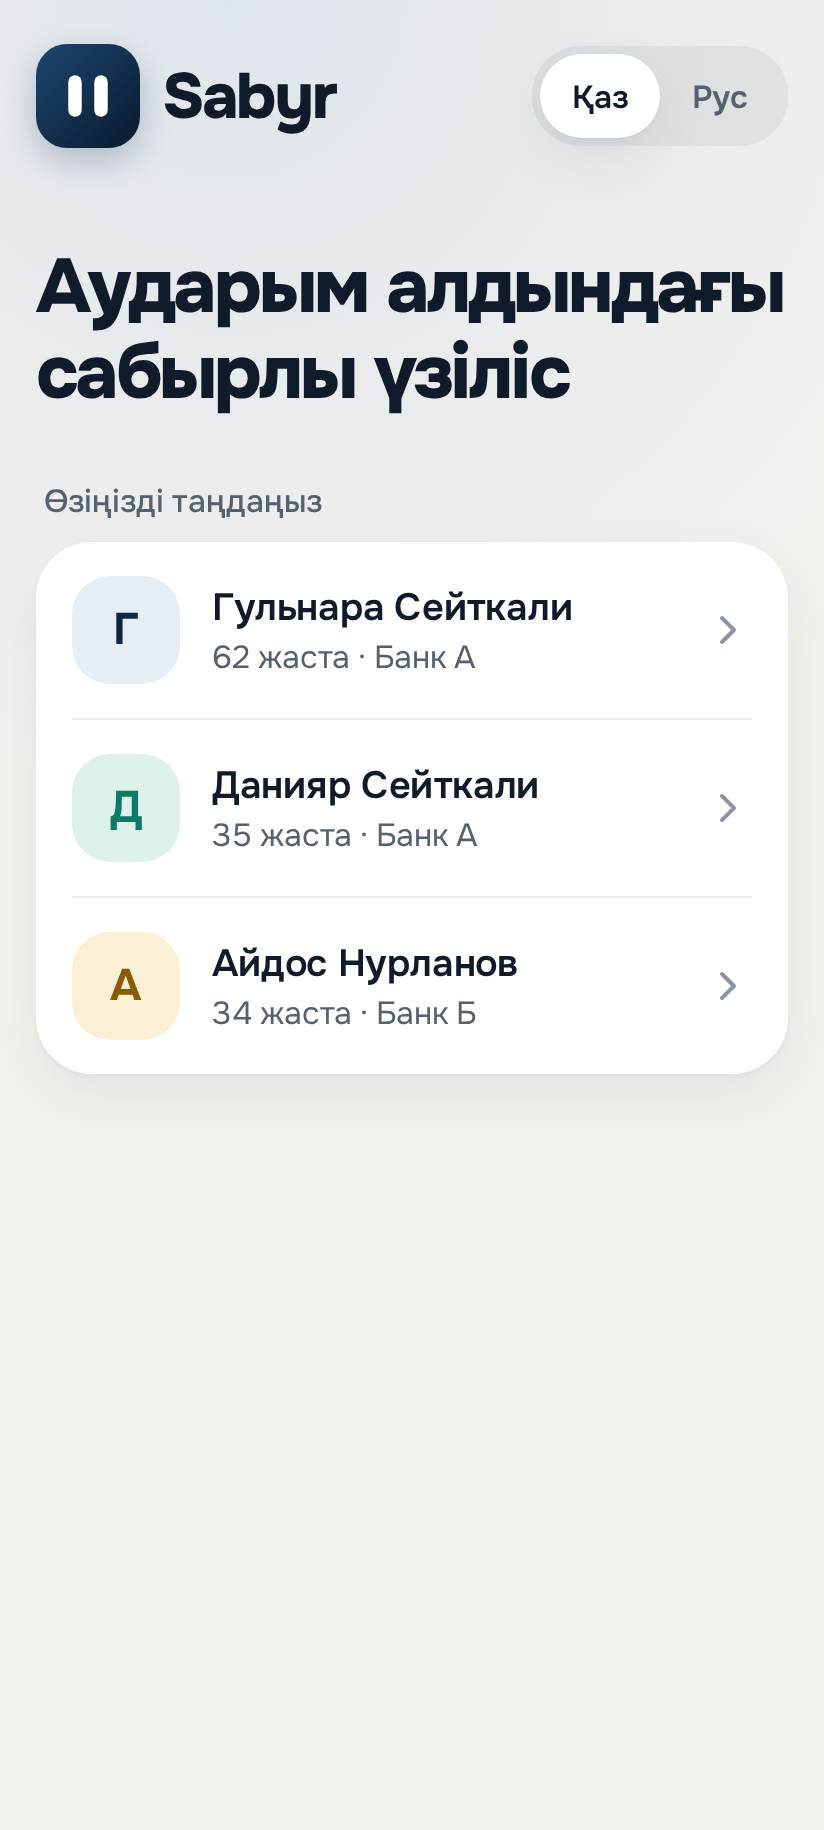 Sabyr
Қаз
Рус
Аударым алдындағы
сабырлы үзіліс
Өзіңізді таңдаңыз
Г
Гульнара Сейткали
62 жаста · Банк А
Д
Данияр Сейткали
35 жаста · Банк А
А
Айдос Нурланов
34 жаста · Банк Б